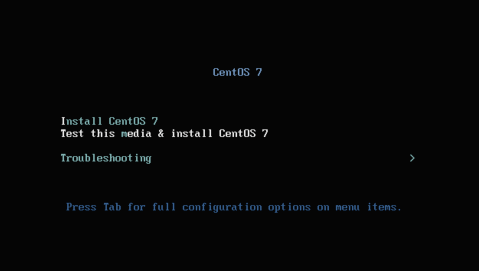 CentOS 7
Install CentOS 7
Test this media & install CentOS 7
Troubleshooting >
Press Tab for full configuration options on menu items.